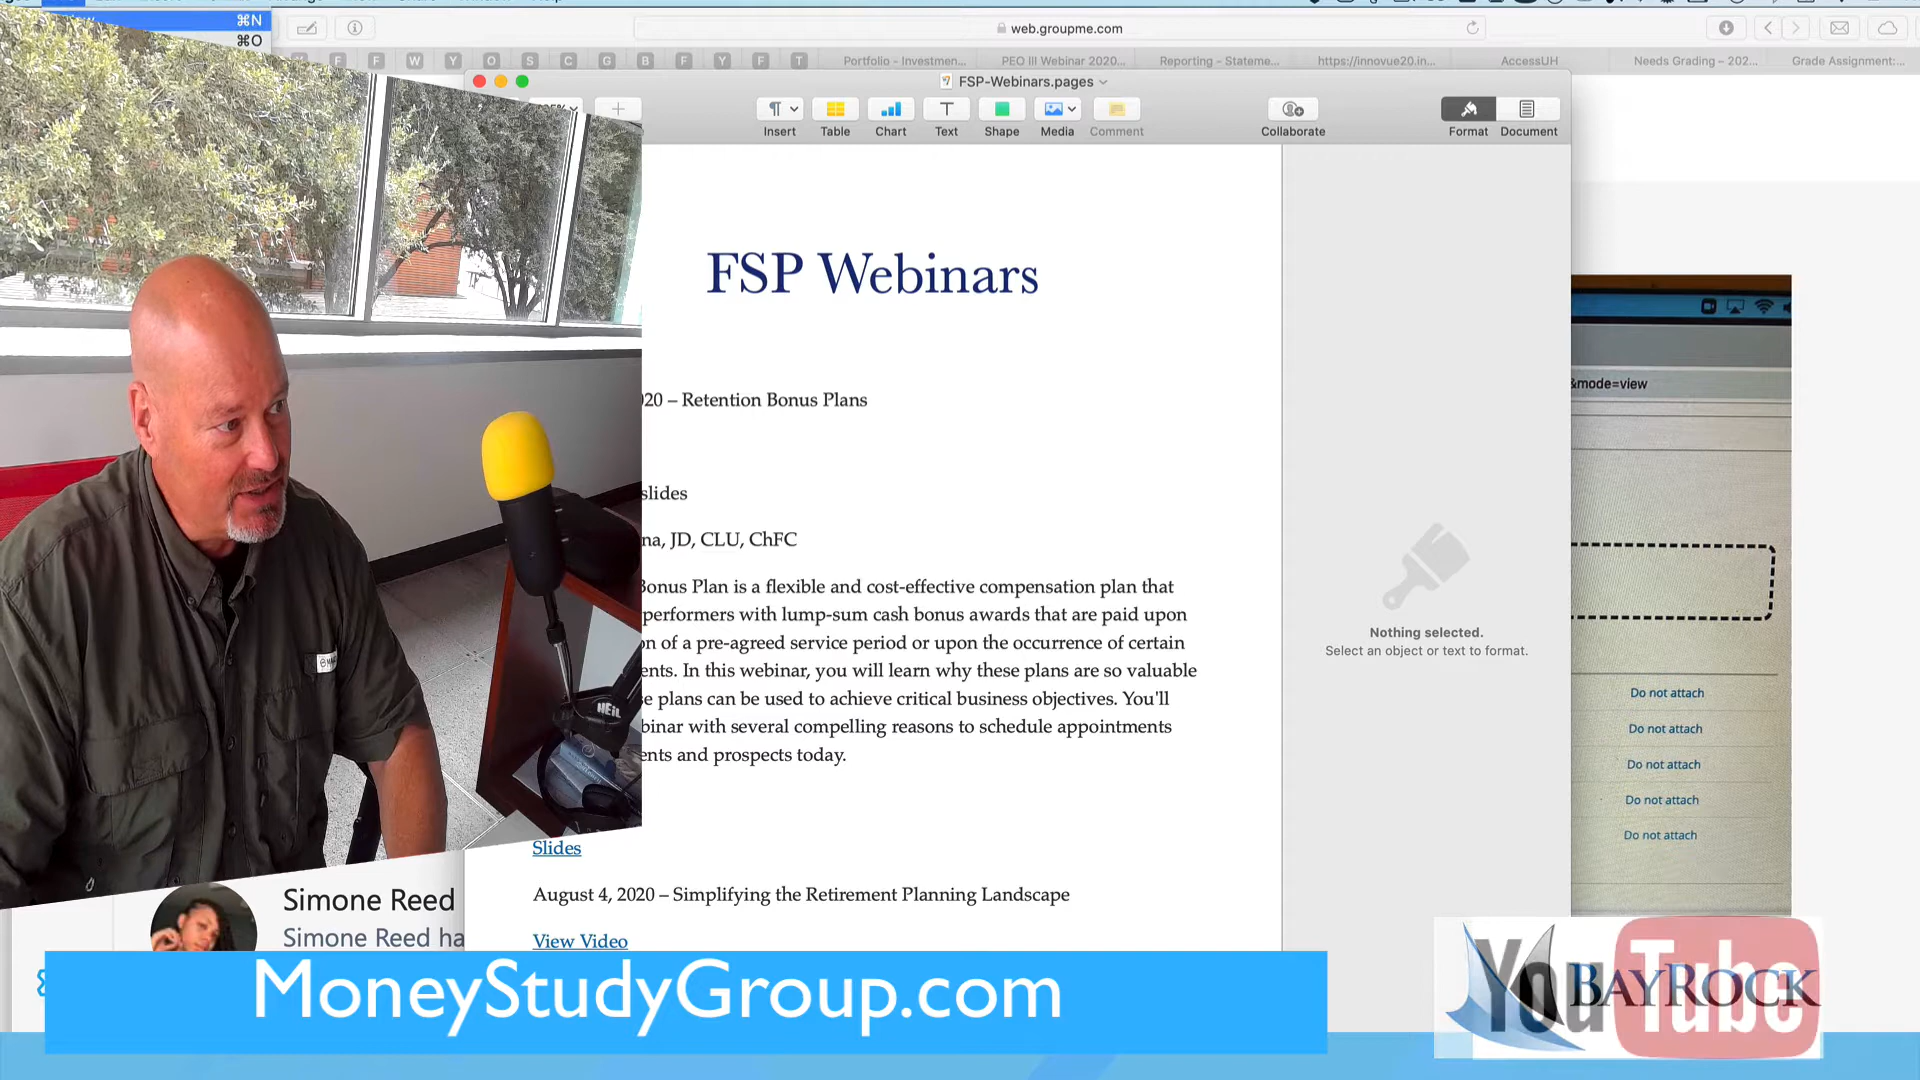 ⌘N
⌘O
web.groupme.com
F F W Y O S C G B F Y F T
Portfolio - Investmen...
PEO III Webinar 2020...
Reporting - Stateme...
https://innovue20.in...
AccessUH
Needs Grading – 202...
Grade Assignment:...
FSP-Webinars.pages
Insert
Table
Chart
Text
Shape
Media
Comment
Collaborate
Format
Document
FSP Webinars
020 – Retention Bonus Plans
slides
na, JD, CLU, ChFC
Bonus Plan is a flexible and cost-effective compensation plan that
performers with lump-sum cash bonus awards that are paid upon
n of a pre-agreed service period or upon the occurrence of certain
ents. In this webinar, you will learn why these plans are so valuable
e plans can be used to achieve critical business objectives. You'll
binar with several compelling reasons to schedule appointments
ents and prospects today.
Slides
August 4, 2020 – Simplifying the Retirement Planning Landscape
View Video
Nothing selected.
Select an object or text to format.
&mode=view
Do not attach
Do not attach
Do not attach
Do not attach
Do not attach
NEIL
Simone Reed
Simone Reed ha
MoneyStudyGroup.com
YouTube
BAYROCK